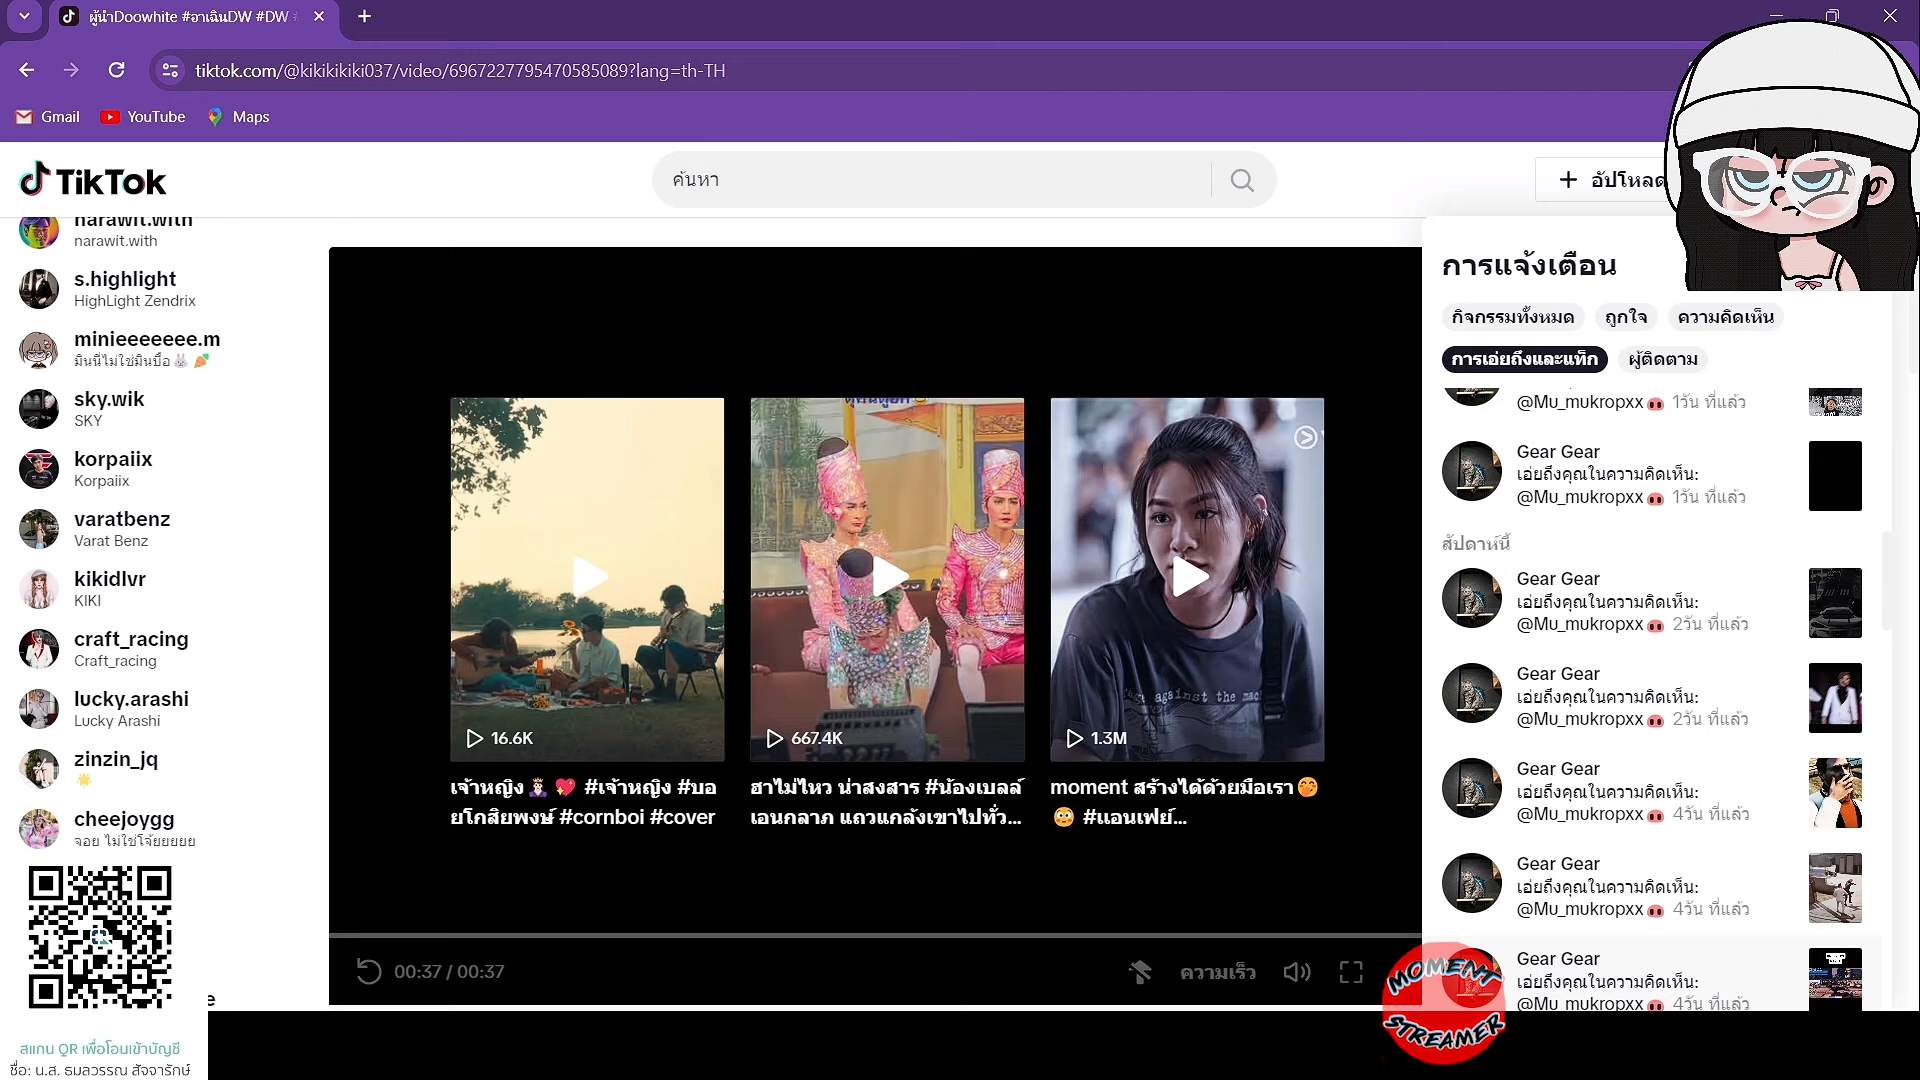 ผู้นำDoowhite #อาเฉินDW #DW
tiktok.com/@kikikikiki037/video/6967227795470585089?lang=th-TH
Gmail
YouTube
Maps
TikTok
ค้นหา
อัปโหลด
narawit.with
narawit.with
s.highlight
HighLight Zendrix
minieeeeeee.m
มินนี่ไม่ใช่มินบื้อ🐰🥕
sky.wik
SKY
korpaiix
Korpaiix
varatbenz
Varat Benz
kikidlvr
KIKI
craft_racing
Craft_racing
lucky.arashi
Lucky Arashi
zinzin_jq
🌟
cheejoygg
จอย ไม่ใช่โจ้ยยยยย
e
สแกน QR เพื่อโอนเข้าบัญชี
ชื่อ: น.ส. ธมลวรรณ สัจจารักษ์
16.6K
เจ้าหญิง👸🏻💖 #เจ้าหญิง #บอ
ยโกสิยพงษ์ #cornboi #cover
667.4K
ฮาไม่ไหว น่าสงสาร #น้องเบลล์
เอนกลาภ แถวแกล้งเขาไปทั่ว...
1.3M
moment สร้างได้ด้วยมือเรา🤭
😳 #แอนเฟย์...
00:37 / 00:37
ความเร็ว
การแจ้งเตือน
กิจกรรมทั้งหมด
ถูกใจ
ความคิดเห็น
การเอ่ยถึงและแท็ก
ผู้ติดตาม
@Mu_mukropxx🐽 1วัน ที่แล้ว
Gear Gear
เอ่ยถึงคุณในความคิดเห็น:
@Mu_mukropxx🐽 1วัน ที่แล้ว
สัปดาห์นี้
Gear Gear
เอ่ยถึงคุณในความคิดเห็น:
@Mu_mukropxx🐽 2วัน ที่แล้ว
Gear Gear
เอ่ยถึงคุณในความคิดเห็น:
@Mu_mukropxx🐽 2วัน ที่แล้ว
Gear Gear
เอ่ยถึงคุณในความคิดเห็น:
@Mu_mukropxx🐽 4วัน ที่แล้ว
Gear Gear
เอ่ยถึงคุณในความคิดเห็น:
@Mu_mukropxx🐽 4วัน ที่แล้ว
Gear Gear
เอ่ยถึงคุณในความคิดเห็น:
@Mu_mukropxx🐽 4วัน ที่แล้ว
MOMENT
STREAMER